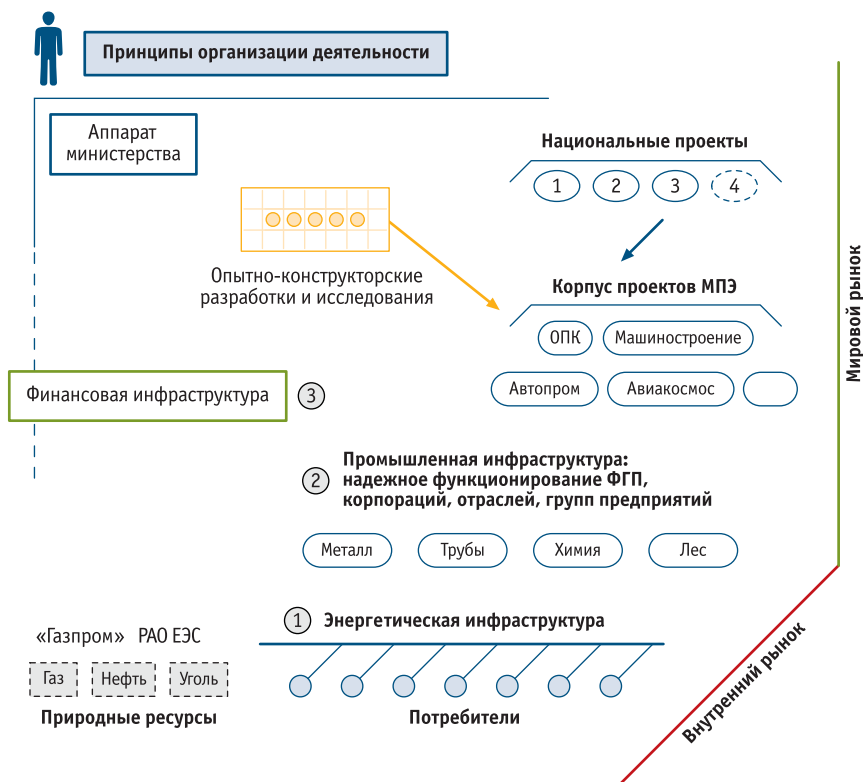 Принципы организации деятельности
Аппарат
министерства
Национальные проекты
1
2
3
4
Опытно-конструкторские
разработки и исследования
Корпус проектов МПЭ
ОПК
Машиностроение
Автопром
Авиакосмос
Мировой рынок
Финансовая инфраструктура
3
2
Промышленная инфраструктура:
надежное функционирование ФГП,
корпораций, отраслей, групп предприятий
Металл
Трубы
Химия
Лес
1
Энергетическая инфраструктура
«Газпром» РАО ЕЭС
Газ
Нефть
Уголь
Природные ресурсы
Потребители
Внутренний рынок